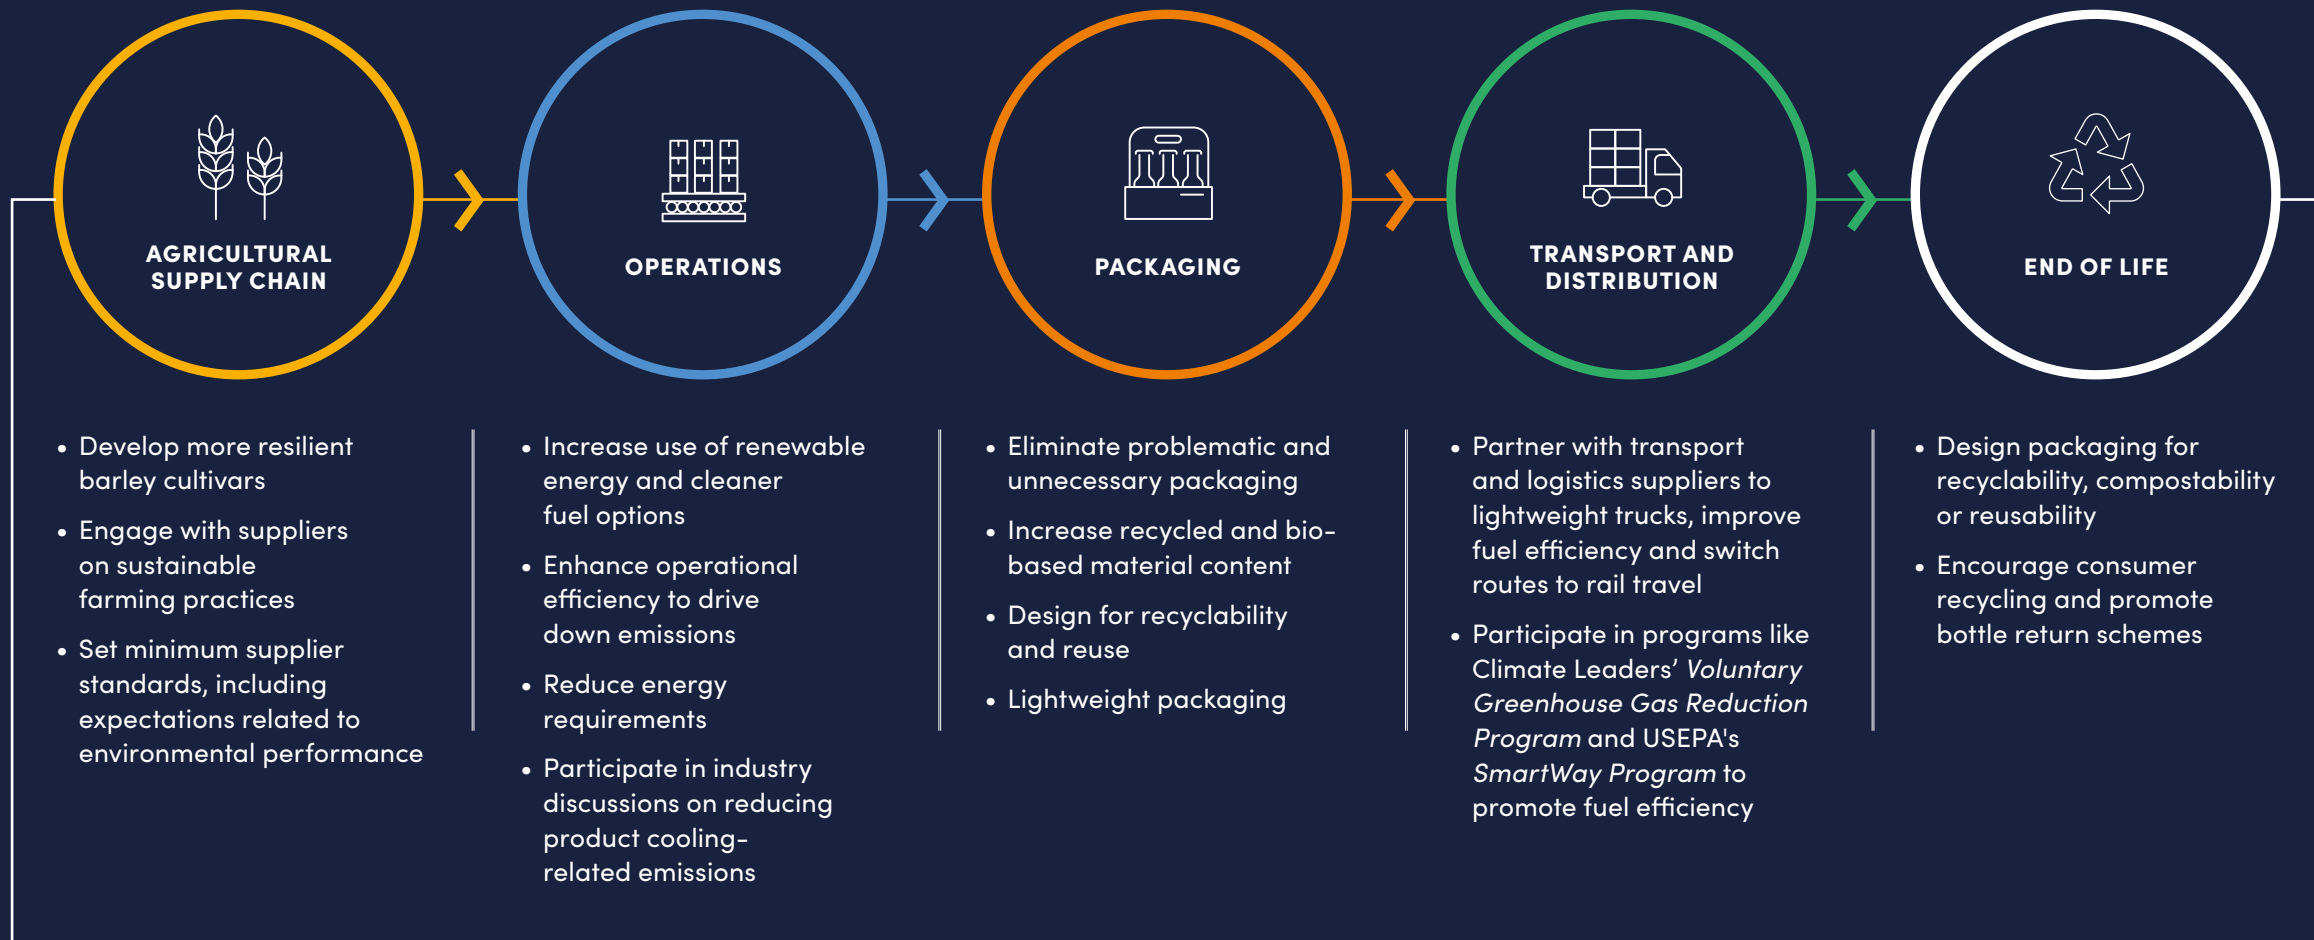 AGRICULTURAL
SUPPLY CHAIN
• Develop more resilient
barley cultivars
• Engage with suppliers
on sustainable
farming practices
• Set minimum supplier
standards, including
expectations related to
environmental performance
OPERATIONS
• Increase use of renewable
energy and cleaner
fuel options
• Enhance operational
efficiency to drive
down emissions
• Reduce energy
requirements
• Participate in industry
discussions on reducing
product cooling-
related emissions
PACKAGING
• Eliminate problematic and
unnecessary packaging
• Increase recycled and bio-
based material content
• Design for recyclability
and reuse
• Lightweight packaging
TRANSPORT AND
DISTRIBUTION
• Partner with transport
and logistics suppliers to
lightweight trucks, improve
fuel efficiency and switch
routes to rail travel
• Participate in programs like
Climate Leaders’ Voluntary
Greenhouse Gas Reduction
Program and USEPA's
SmartWay Program to
promote fuel efficiency
END OF LIFE
• Design packaging for
recyclability, compostability
or reusability
• Encourage consumer
recycling and promote
bottle return schemes